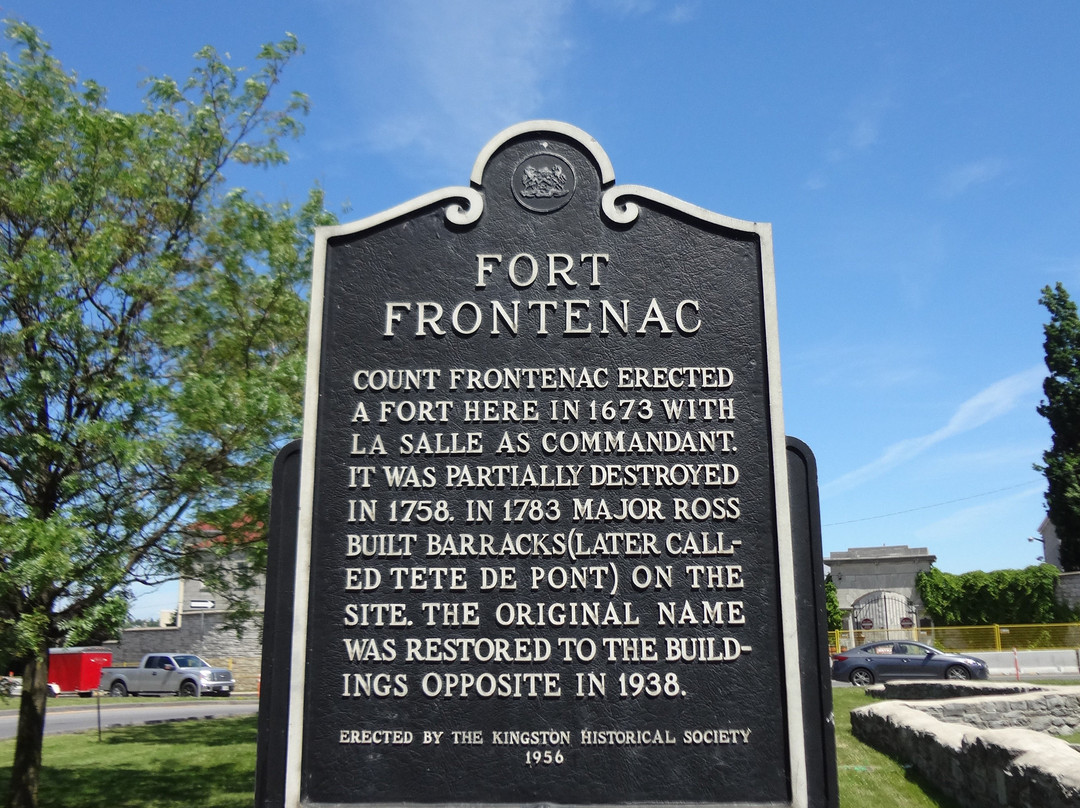 FORT
FRONTENAC
COUNT FRONTENAC ERECTED
A FORT HERE IN 1673 WITH
LA SALLE AS COMMANDANT.
IT WAS PARTIALLY DESTROYED
IN 1758. IN 1783 MAJOR ROSS
BUILT BARRACKS(LATER CALL-
ED TETE DE PONT) ON THE
SITE. THE ORIGINAL NAME
WAS RESTORED TO THE BUILD-
INGS OPPOSITE IN 1938.
ERECTED BY THE KINGSTON HISTORICAL SOCIETY
1956